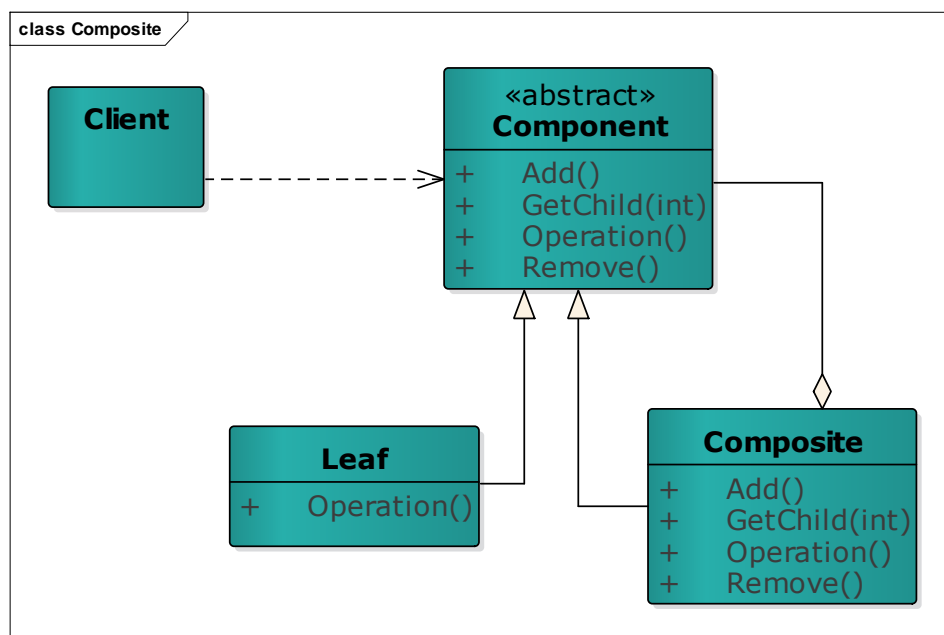 class Composite
Client
«abstract»
Component
+ Add()
+ GetChild(int)
+ Operation()
+ Remove()
Leaf
+ Operation()
Composite
+ Add()
+ GetChild(int)
+ Operation()
+ Remove()